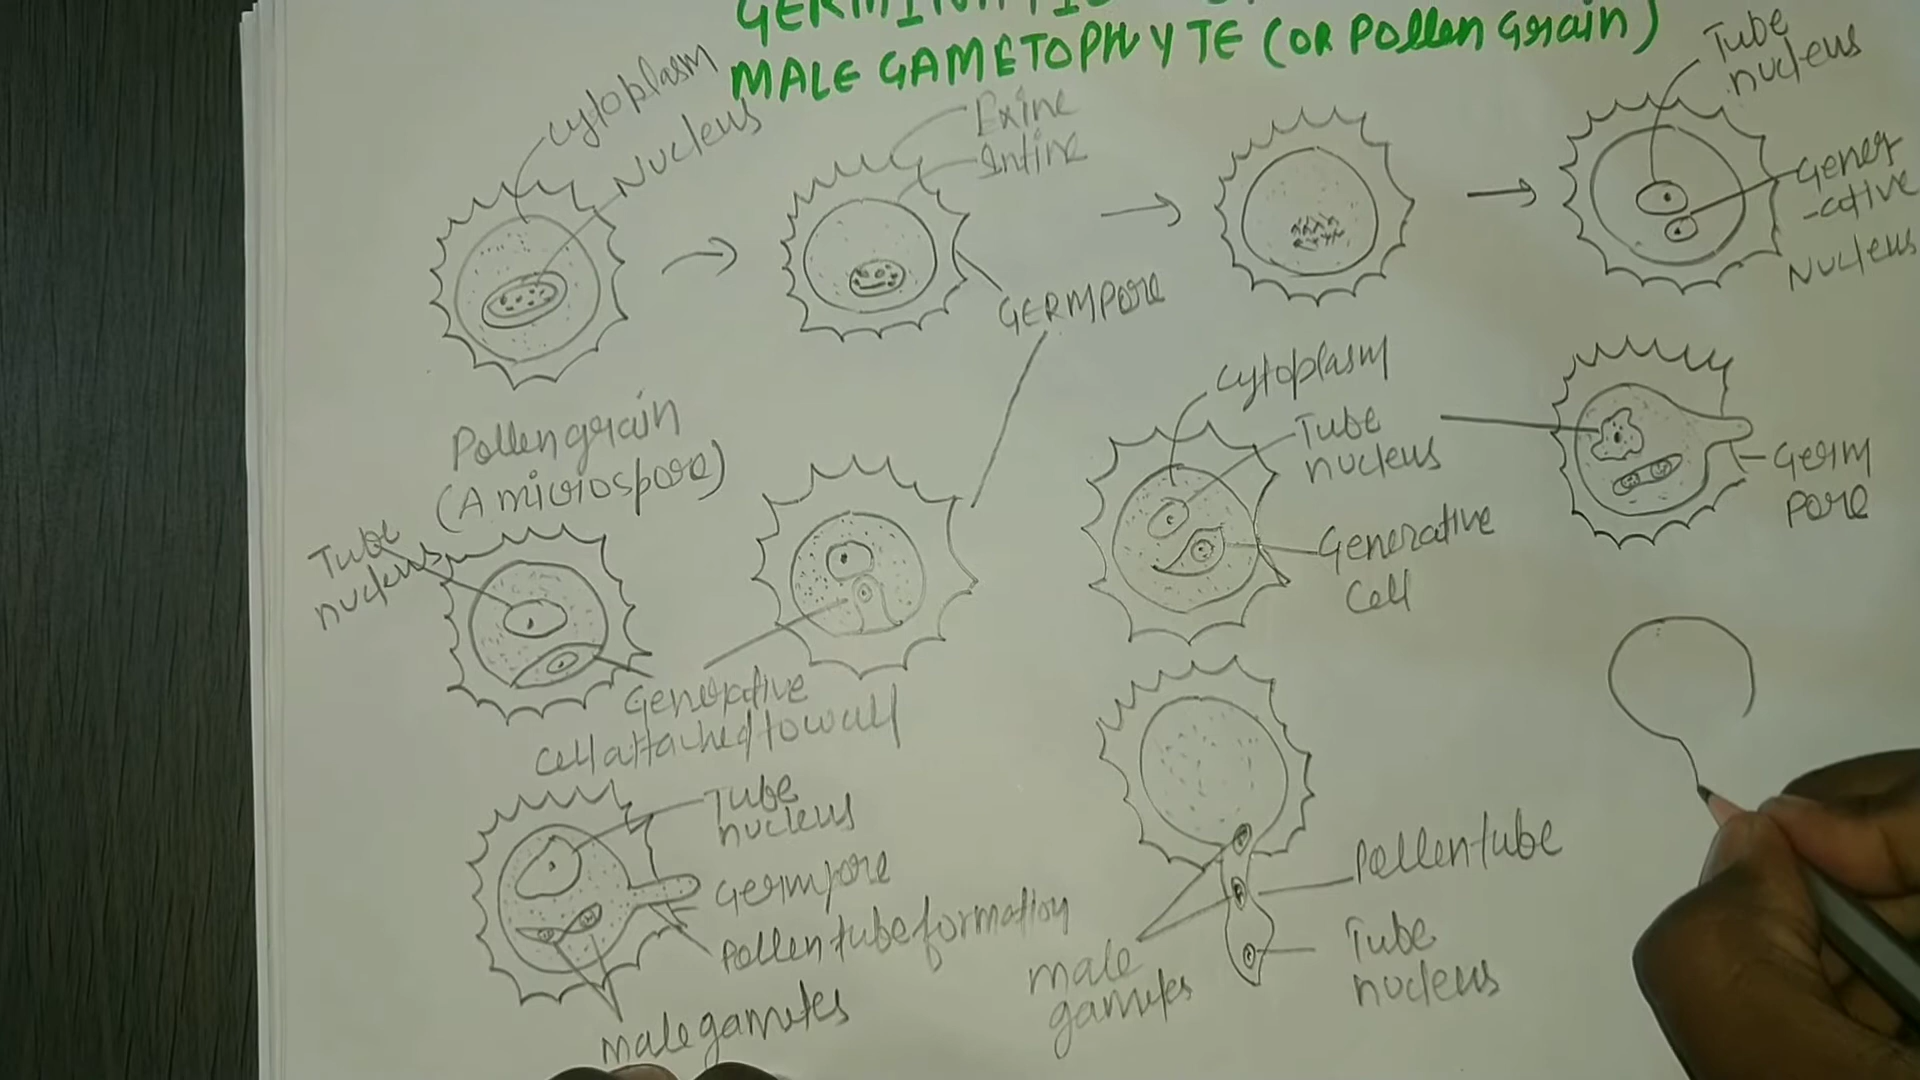 MALE GAMETOPHYTE (OR Pollen Grain)
cytoplasm
Nucleus
Exine
Intine
GERMPORE
Tube
nucleus
Gener
-ative
Nucleus
Pollen grain
(A microspore)
cytoplasm
Tube
nucleus
Generative
cell
Germ
pore
Tube
nucleus
Generative
cell attached to wall
Tube
nucleus
Germpore
Pollen tube formation
male gametes
Pollen tube
male
gametes
Tube
nucleus